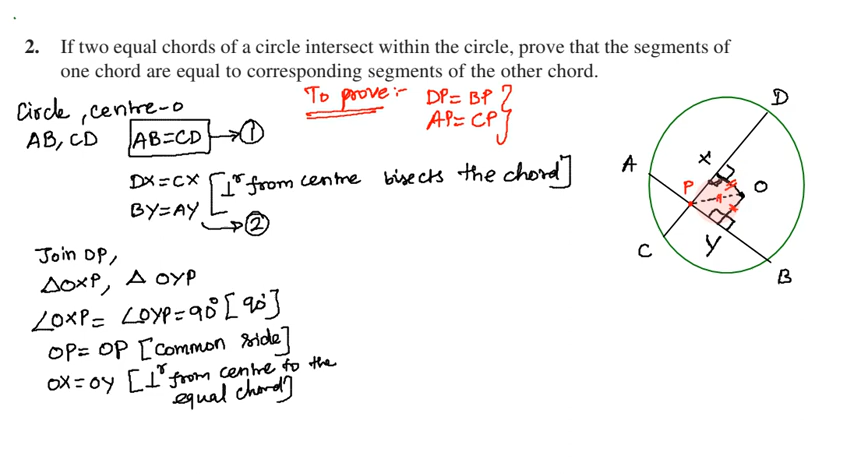 2. If two equal chords of a circle intersect within the circle, prove that the segments of
one chord are equal to corresponding segments of the other chord.
To prove :- DP = BP
AP = CP
Circle, centre-O
AB, CD AB=CD → ①
DX=CX [⊥r from centre bisects the chord]
BY=AY → ②
Join OP,
ΔOXP, Δ OYP
∠OXP = ∠OYP = 90° [90°]
OP = OP [Common side]
OX = OY [⊥r from centre to the
equal chord]
D
A
X
P
O
C
Y
B